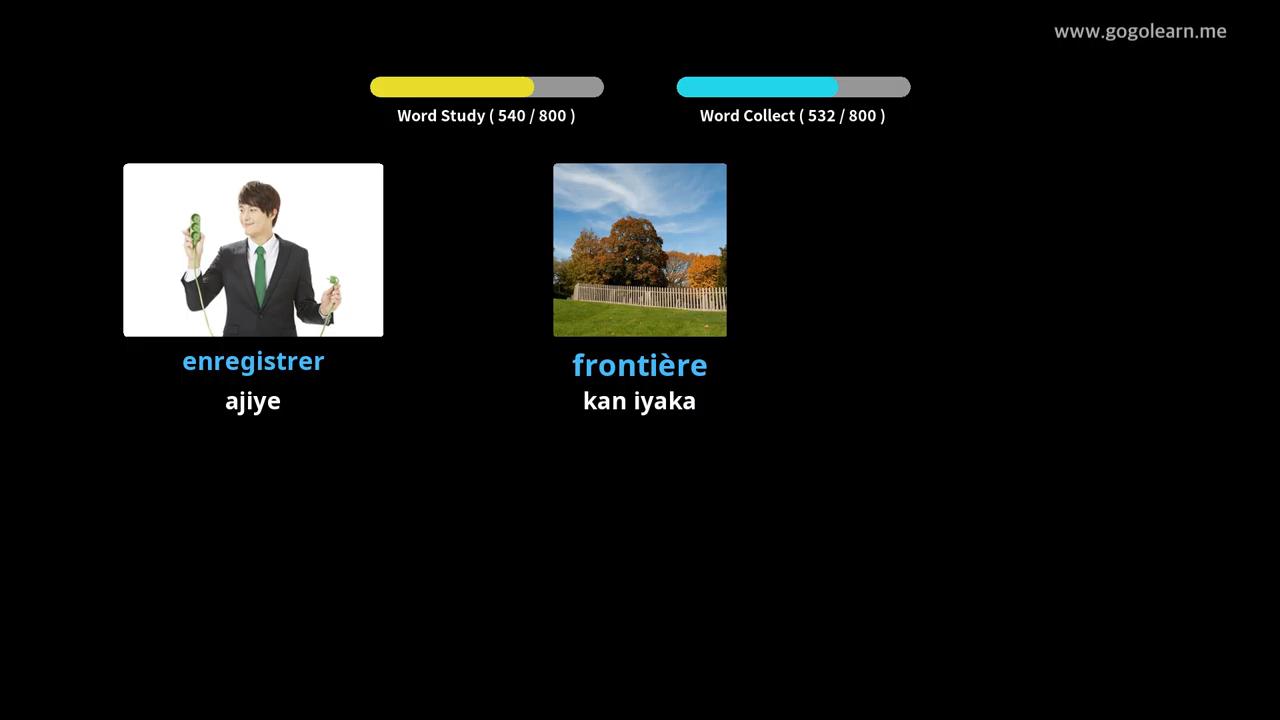 www.gogolearn.me
Word Study ( 540 / 800 )
Word Collect ( 532 / 800 )
enregistrer
ajiye
frontière
kan iyaka